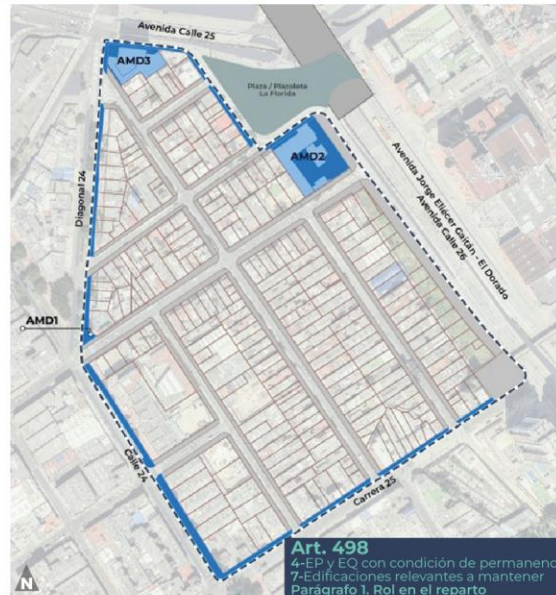 Avenida Calle 25
AMD3
Plaza / Plazoleta
La Florida
AMD2
Avenida Jorge Eliécer Gaitán - El Dorado
Avenida Calle 26
Diagonal 24
AMD1
Calle 24
Carrera 25
N
Art. 498
4-EP y EQ con condición de permanenc
7-Edificaciones relevantes a mantener
Parágrafo 1. Rol en el reparto